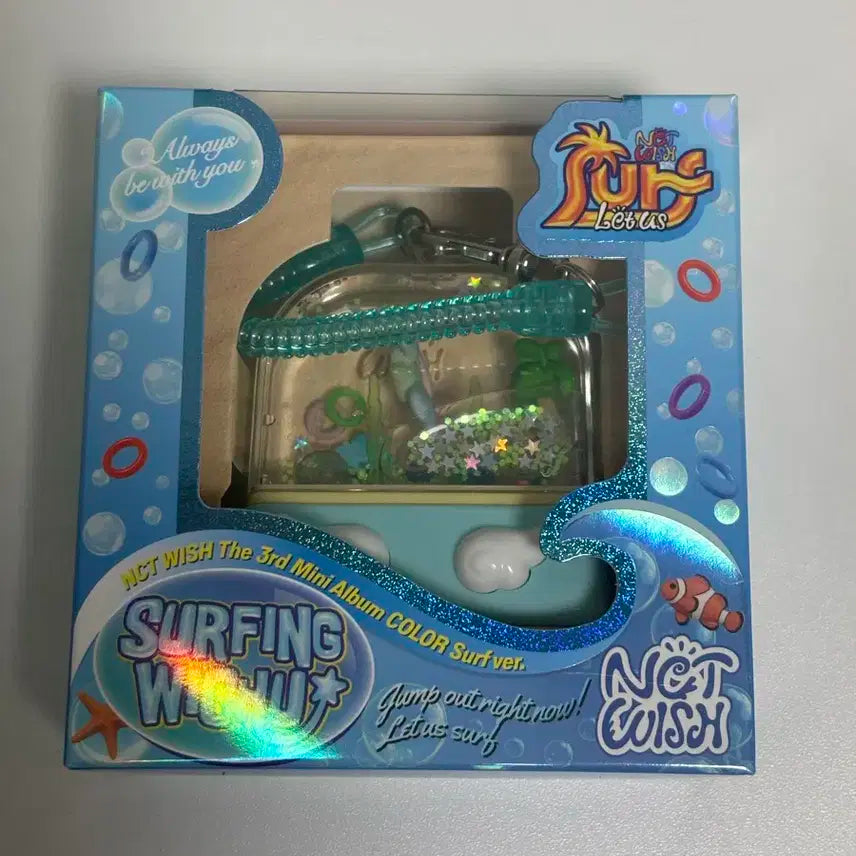 Always
be with you
NCT
WISH
Surf
Let us
NCT WISH The 3rd Mini Album COLOR Surf ver.
SURFING
WICHU
Jump out right now!
Let us surf
NCT
WISH